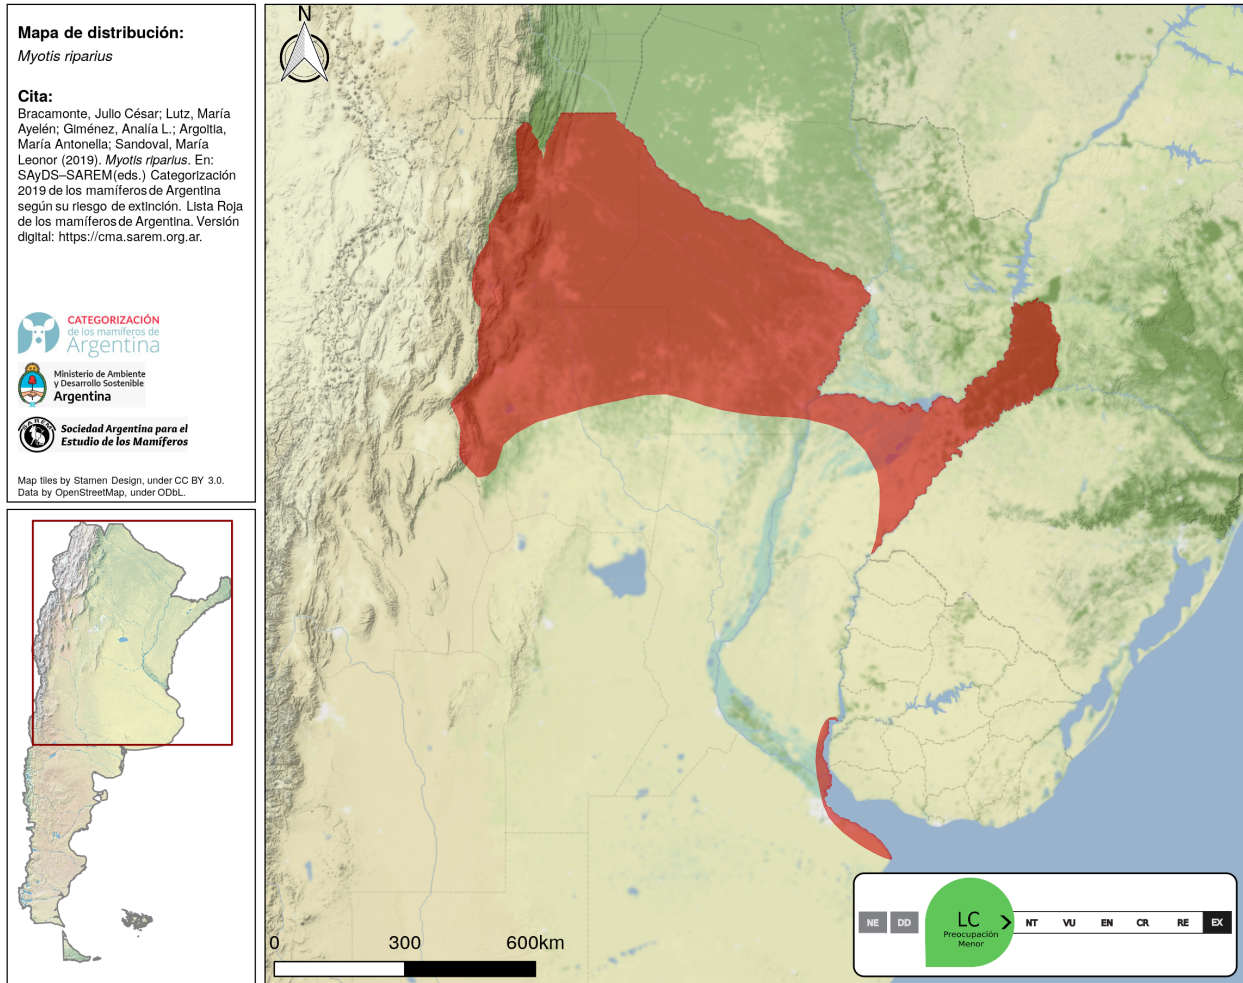 Mapa de distribución:
Myotis riparius
Cita:
Bracamonte, Julio César; Lutz, María
Ayelén; Giménez, Analía L.; Argoitia,
María Antonella; Sandoval, María
Leonor (2019). Myotis riparius. En:
SAyDS–SAREM(eds.) Categorización
2019 de los mamíferos de Argentina
según su riesgo de extinción. Lista Roja
de los mamíferos de Argentina. Versión
digital: https://cma.sarem.org.ar.
CATEGORIZACIÓN
de los mamíferos de
Argentina
Ministerio de Ambiente
y Desarrollo Sostenible
Argentina
SAREM
Sociedad Argentina para el
Estudio de los Mamíferos
Map tiles by Stamen Design, under CC BY 3.0.
Data by OpenStreetMap, under ODbL.
N
0 300 600km
NE DD LC NT VU EN CR RE EX
Preocupación
Menor